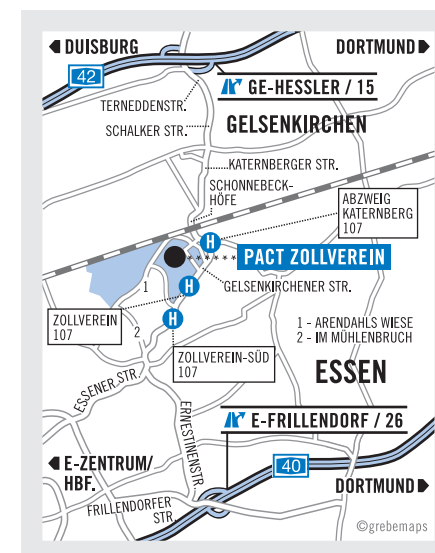 DUISBURG
DORTMUND
42
GE-HESSLER / 15
TERNEDDENSTR.
SCHALKER STR.
GELSENKIRCHEN
KATERNBERGER STR.
SCHONNEBECK-
HÖFE
ABZWEIG
KATERNBERG
107
H
PACT ZOLLVEREIN
H
GELSENKIRCHENER STR.
1
ZOLLVEREIN
107
H
2
1 - ARENDAHLS WIESE
2 - IM MÜHLENBRUCH
ZOLLVEREIN-SÜD
107
ESSEN
ESSENER STR.
ERNESTINENSTR.
E-FRILLENDORF / 26
E-ZENTRUM/
HBF.
40
DORTMUND
FRILLENDORFER
STR.
©grebemaps